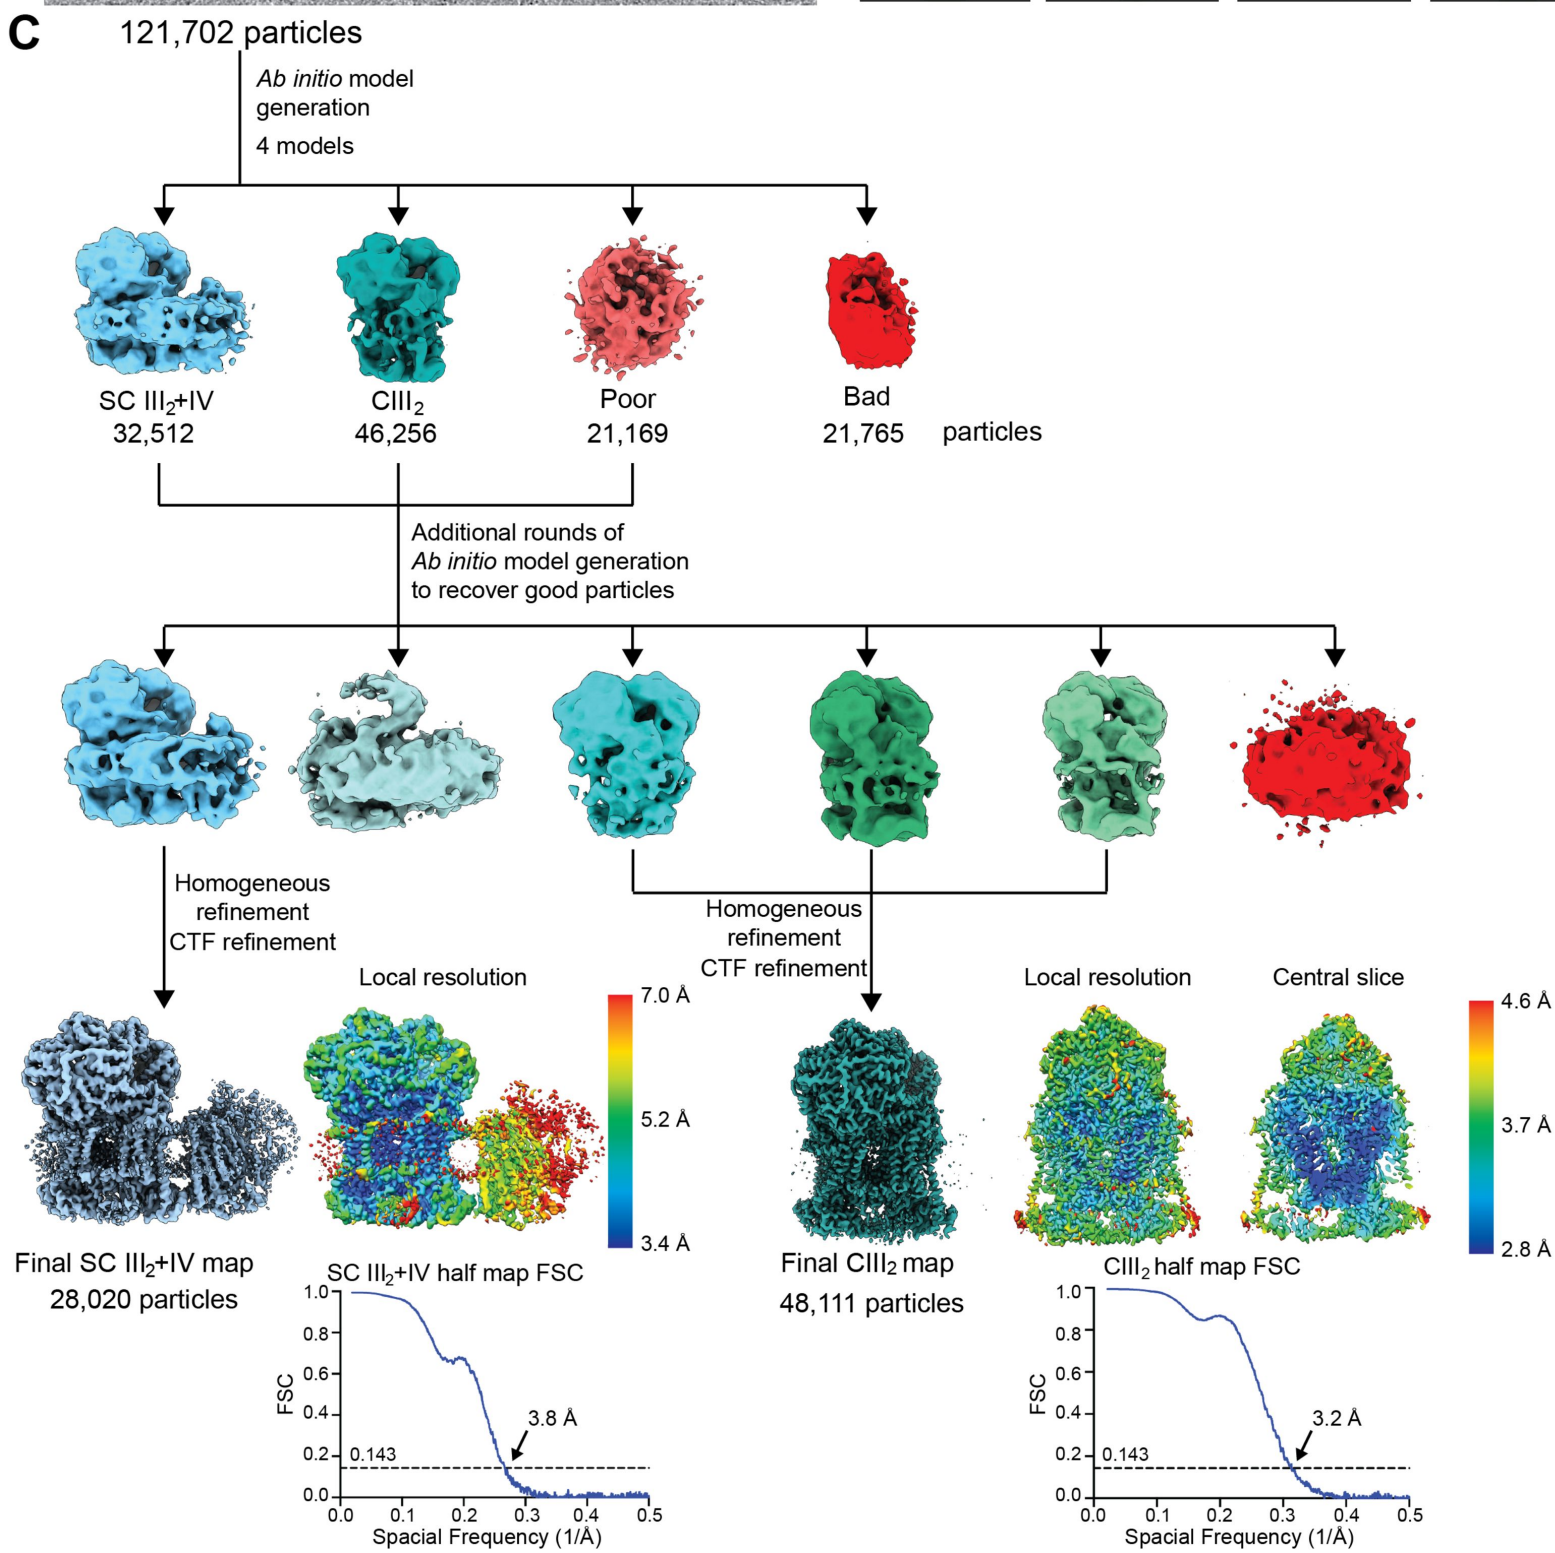 C
121,702 particles
Ab initio model
generation
4 models
SC III2+IV
32,512
CIII2
46,256
Poor
21,169
Bad
21,765
particles
Additional rounds of
Ab initio model generation
to recover good particles
Homogeneous
refinement
CTF refinement
Homogeneous
refinement
CTF refinement
Local resolution
7.0 Å
5.2 Å
3.4 Å
Local resolution
Central slice
4.6 Å
3.7 Å
2.8 Å
Final SC III2+IV map
28,020 particles
SC III2+IV half map FSC
1.0
0.8
0.6
0.4
0.2
0.0
FSC
0.143
3.8 Å
0.0 0.1 0.2 0.3 0.4 0.5
Spacial Frequency (1/Å)
Final CIII2 map
48,111 particles
CIII2 half map FSC
1.0
0.8
0.6
0.4
0.2
0.0
FSC
0.143
3.2 Å
0.0 0.1 0.2 0.3 0.4 0.5
Spacial Frequency (1/Å)